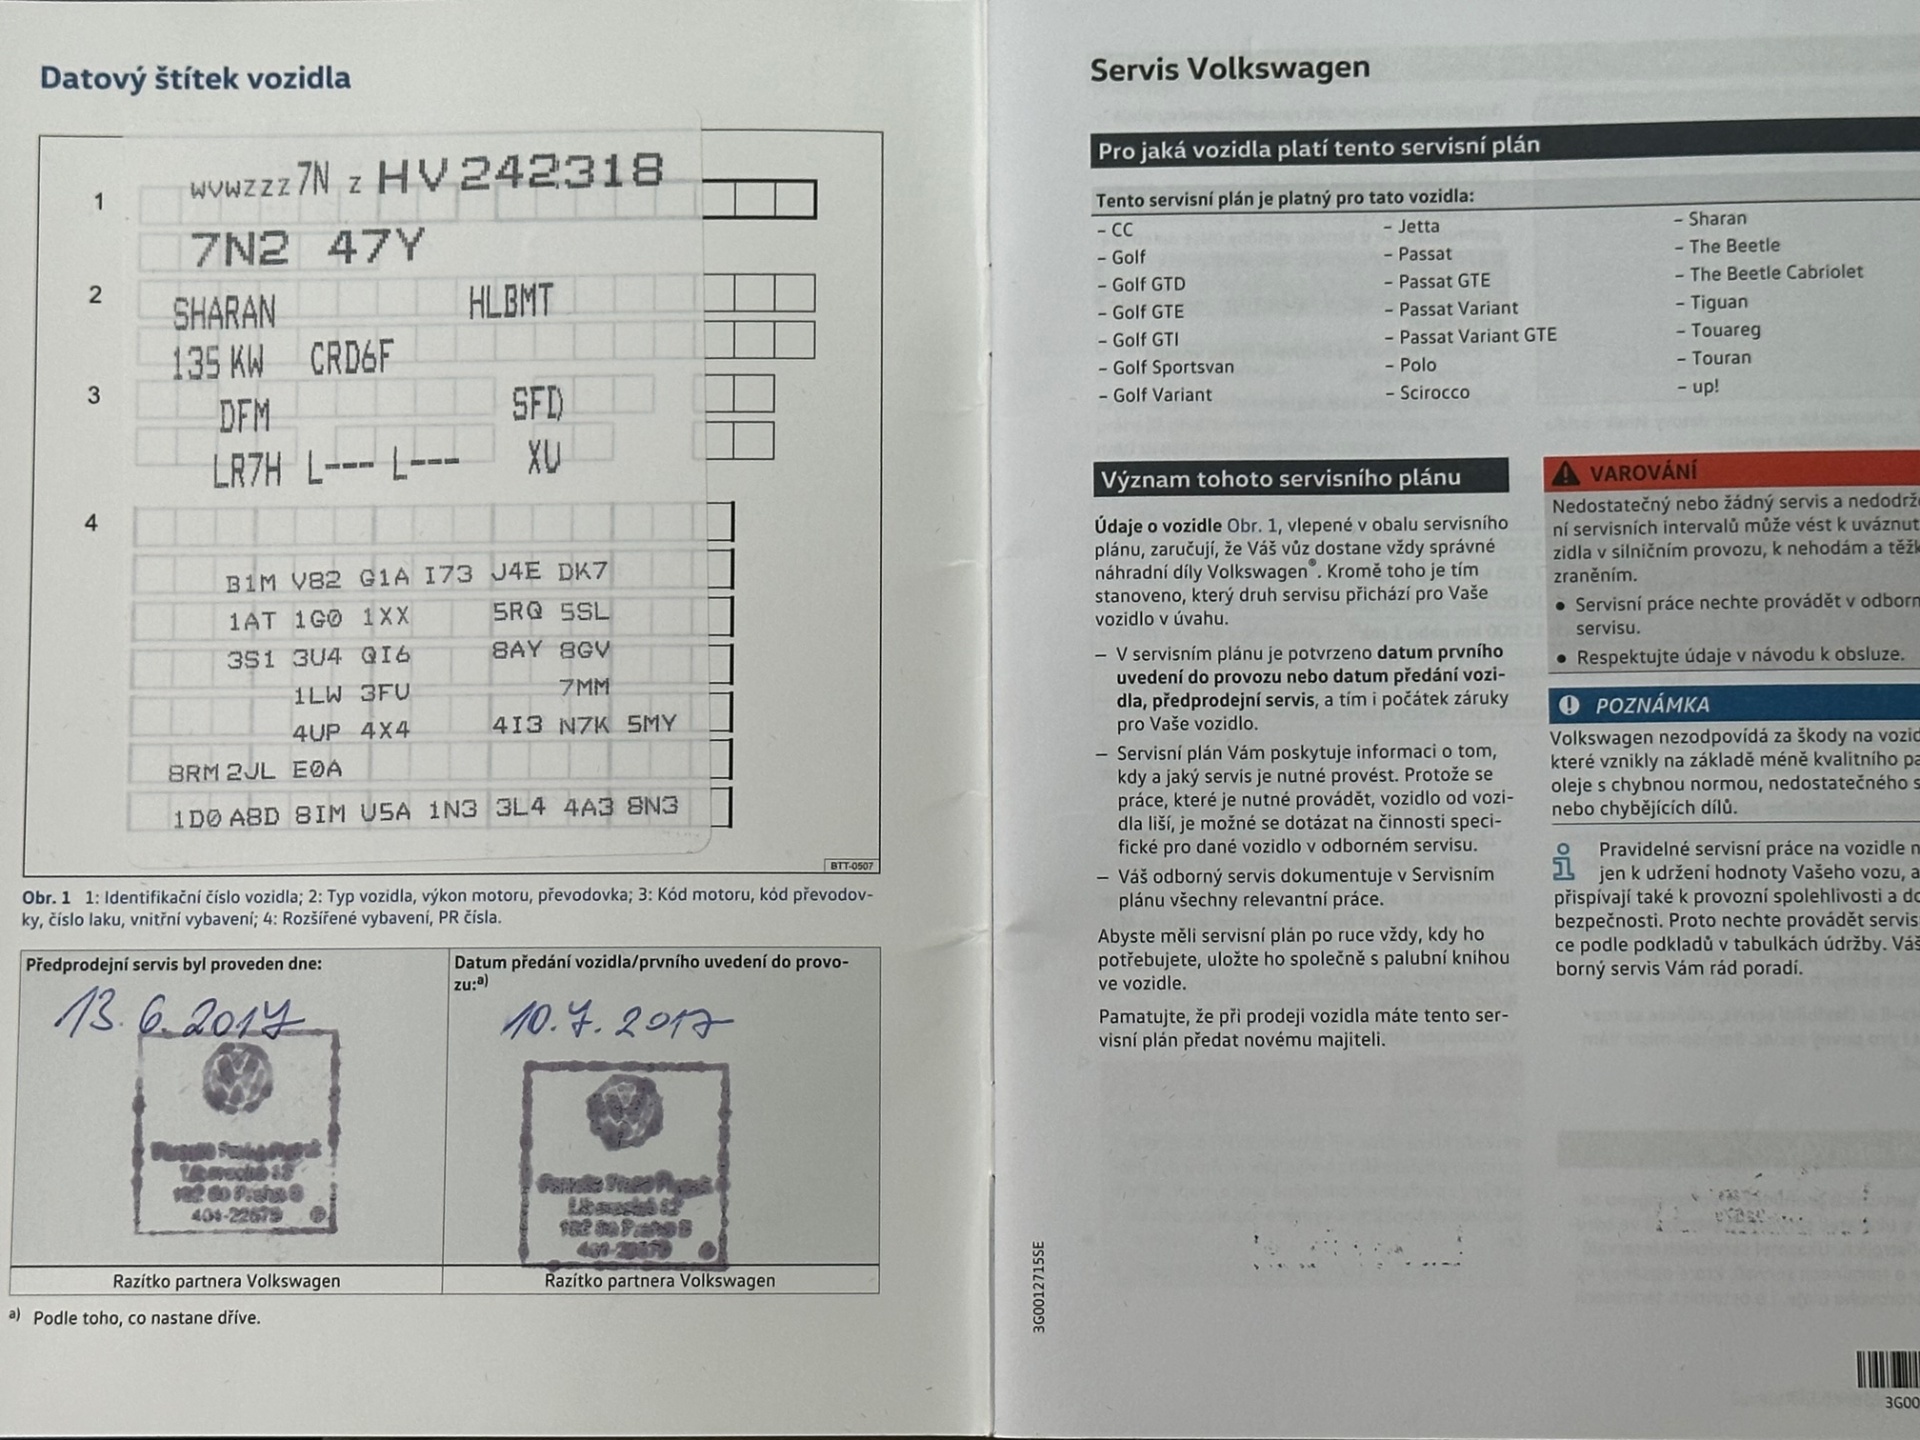 Datový štítek vozidla
1
WVWZZZ7N Z HV242318
7N2 47Y
2
SHARAN HLBMT
135 KW CRD6F
3
DFM SFD
LR7H L--- L--- XU
4
B1M V82 G1A I73 J4E DK7
1AT 1G0 1XX 5RQ 5SL
3S1 3U4 QI6 8AY 8GV
1LW 3FU 7MM
4UP 4X4 4I3 N7K 5MY
8RM 2JL E0A
1D0 A8D 8IM U5A 1N3 3L4 4A3 8N3
BTT-0507
Obr. 1 1: Identifikační číslo vozidla; 2: Typ vozidla, výkon motoru, převodovka; 3: Kód motoru, kód převodov-
ky, číslo laku, vnitřní vybavení; 4: Rozšířené vybavení, PR čísla.
Předprodejní servis byl proveden dne:
13. 6. 2017
Libeňská 12
182 00 Praha 8
401-22679
Razítko partnera Volkswagen
Datum předání vozidla/prvního uvedení do provo-
zu:a)
10. 7. 2017
182 00 Praha 8
401-22679
Razítko partnera Volkswagen
a) Podle toho, co nastane dříve.
Servis Volkswagen
Pro jaká vozidla platí tento servisní plán
Tento servisní plán je platný pro tato vozidla:
– CC
– Golf
– Golf GTD
– Golf GTE
– Golf GTI
– Golf Sportsvan
– Golf Variant
– Jetta
– Passat
– Passat GTE
– Passat Variant
– Passat Variant GTE
– Polo
– Scirocco
– Sharan
– The Beetle
– The Beetle Cabriolet
– Tiguan
– Touareg
– Touran
– up!
Význam tohoto servisního plánu
Údaje o vozidle Obr. 1, vlepené v obalu servisního
plánu, zaručují, že Váš vůz dostane vždy správné
náhradní díly Volkswagen®. Kromě toho je tím
stanoveno, který druh servisu přichází pro Vaše
vozidlo v úvahu.
– V servisním plánu je potvrzeno datum prvního
uvedení do provozu nebo datum předání vozi-
dla, předprodejní servis, a tím i počátek záruky
pro Vaše vozidlo.
– Servisní plán Vám poskytuje informaci o tom,
kdy a jaký servis je nutné provést. Protože se
práce, které je nutné provádět, vozidlo od vozi-
dla liší, je možné se dotázat na činnosti speci-
fické pro dané vozidlo v odborném servisu.
– Váš odborný servis dokumentuje v Servisním
plánu všechny relevantní práce.
Abyste měli servisní plán po ruce vždy, kdy ho
potřebujete, uložte ho společně s palubní knihou
ve vozidle.
Pamatujte, že při prodeji vozidla máte tento ser-
visní plán předat novému majiteli.
VAROVÁNÍ
Nedostatečný nebo žádný servis a nedodrže
ní servisních intervalů může vést k uváznut
zidla v silničním provozu, k nehodám a těžk
zraněním.
● Servisní práce nechte provádět v odborn
servisu.
● Respektujte údaje v návodu k obsluze.
POZNÁMKA
Volkswagen nezodpovídá za škody na vozid
které vznikly na základě méně kvalitního pa
oleje s chybnou normou, nedostatečného s
nebo chybějících dílů.
Pravidelné servisní práce na vozidle n
jen k udržení hodnoty Vašeho vozu, a
přispívají také k provozní spolehlivosti a do
bezpečnosti. Proto nechte provádět servis
ce podle podkladů v tabulkách údržby. Váš
borný servis Vám rád poradí.
3G0012715SE
3G00